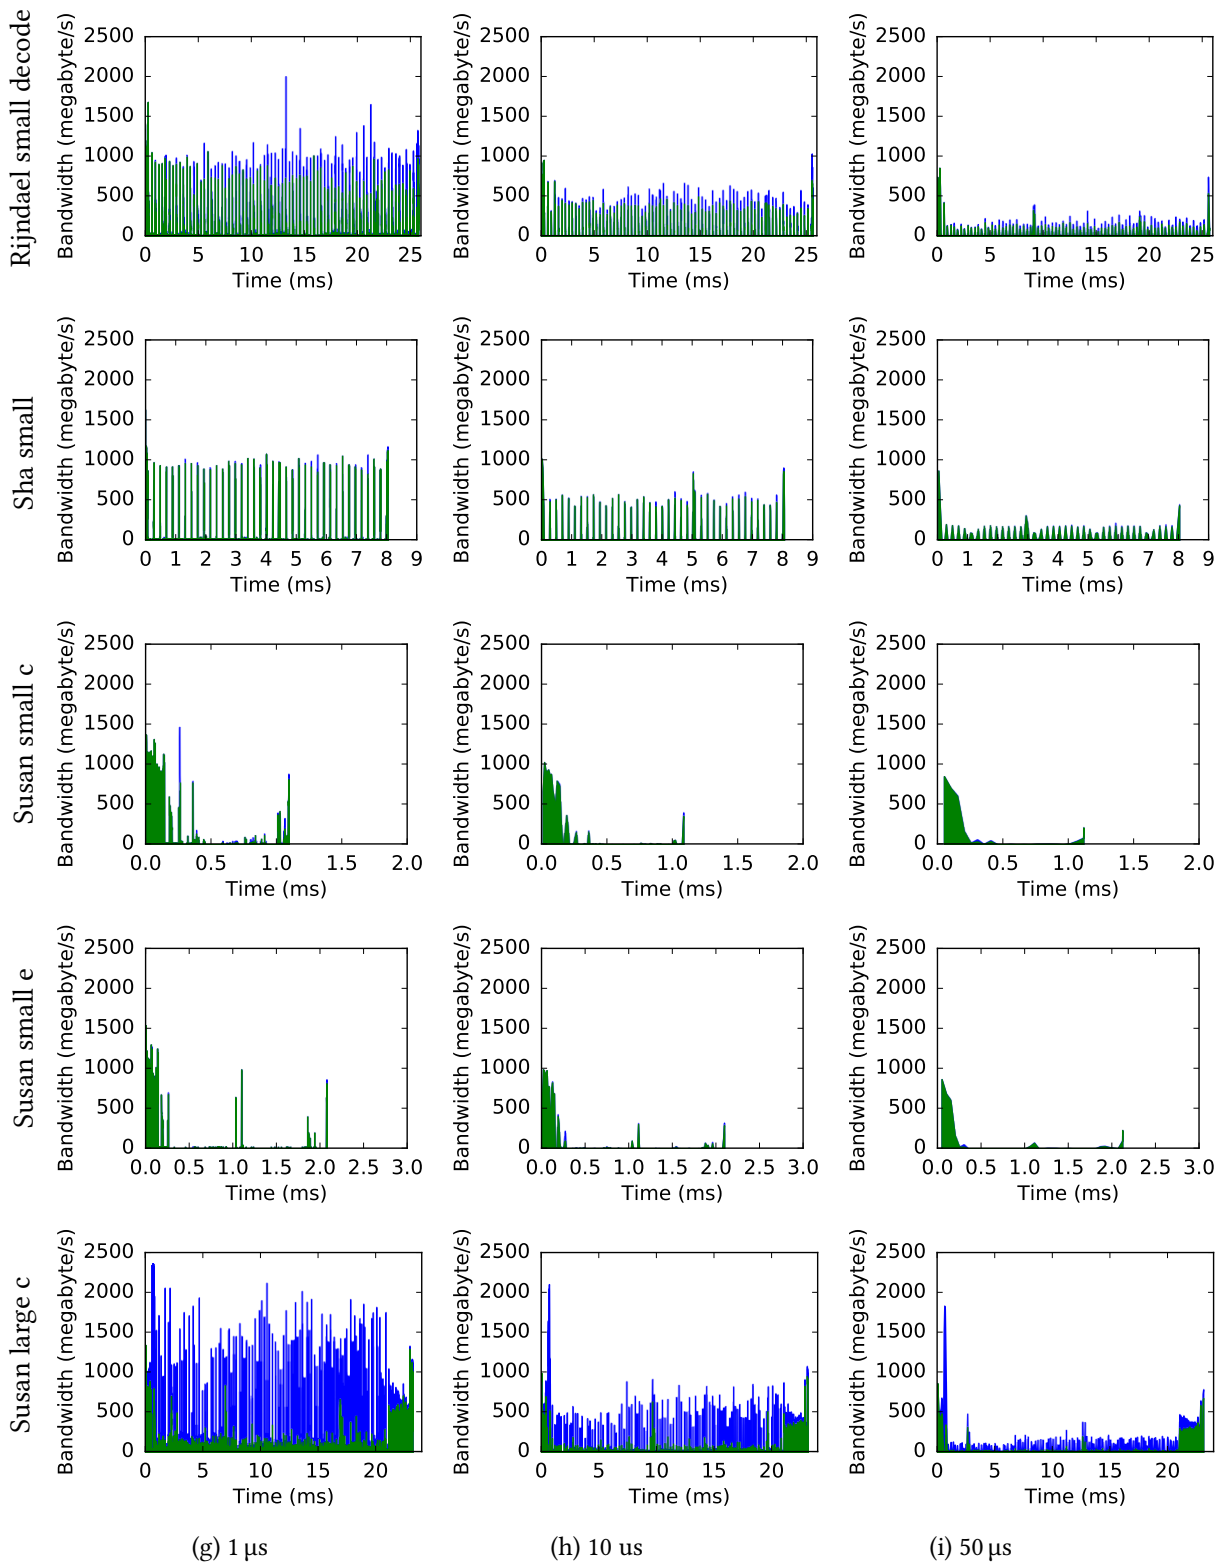 Rijndael small decode
Bandwidth (megabyte/s)
2500
2000
1500
1000
500
0
0 5 10 15 20 25
Time (ms)
Bandwidth (megabyte/s)
2500
2000
1500
1000
500
0
0 5 10 15 20 25
Time (ms)
Bandwidth (megabyte/s)
2500
2000
1500
1000
500
0
0 5 10 15 20 25
Time (ms)
Sha small
Bandwidth (megabyte/s)
2500
2000
1500
1000
500
0
0 1 2 3 4 5 6 7 8 9
Time (ms)
Bandwidth (megabyte/s)
2500
2000
1500
1000
500
0
0 1 2 3 4 5 6 7 8 9
Time (ms)
Bandwidth (megabyte/s)
2500
2000
1500
1000
500
0
0 1 2 3 4 5 6 7 8 9
Time (ms)
Susan small c
Bandwidth (megabyte/s)
2500
2000
1500
1000
500
0
0.0 0.5 1.0 1.5 2.0
Time (ms)
Bandwidth (megabyte/s)
2500
2000
1500
1000
500
0
0.0 0.5 1.0 1.5 2.0
Time (ms)
Bandwidth (megabyte/s)
2500
2000
1500
1000
500
0
0.0 0.5 1.0 1.5 2.0
Time (ms)
Susan small e
Bandwidth (megabyte/s)
2500
2000
1500
1000
500
0
0.0 0.5 1.0 1.5 2.0 2.5 3.0
Time (ms)
Bandwidth (megabyte/s)
2500
2000
1500
1000
500
0
0.0 0.5 1.0 1.5 2.0 2.5 3.0
Time (ms)
Bandwidth (megabyte/s)
2500
2000
1500
1000
500
0
0.0 0.5 1.0 1.5 2.0 2.5 3.0
Time (ms)
Susan large c
Bandwidth (megabyte/s)
2500
2000
1500
1000
500
0
0 5 10 15 20
Time (ms)
Bandwidth (megabyte/s)
2500
2000
1500
1000
500
0
0 5 10 15 20
Time (ms)
Bandwidth (megabyte/s)
2500
2000
1500
1000
500
0
0 5 10 15 20
Time (ms)
(g) 1 µs
(h) 10 us
(i) 50 µs